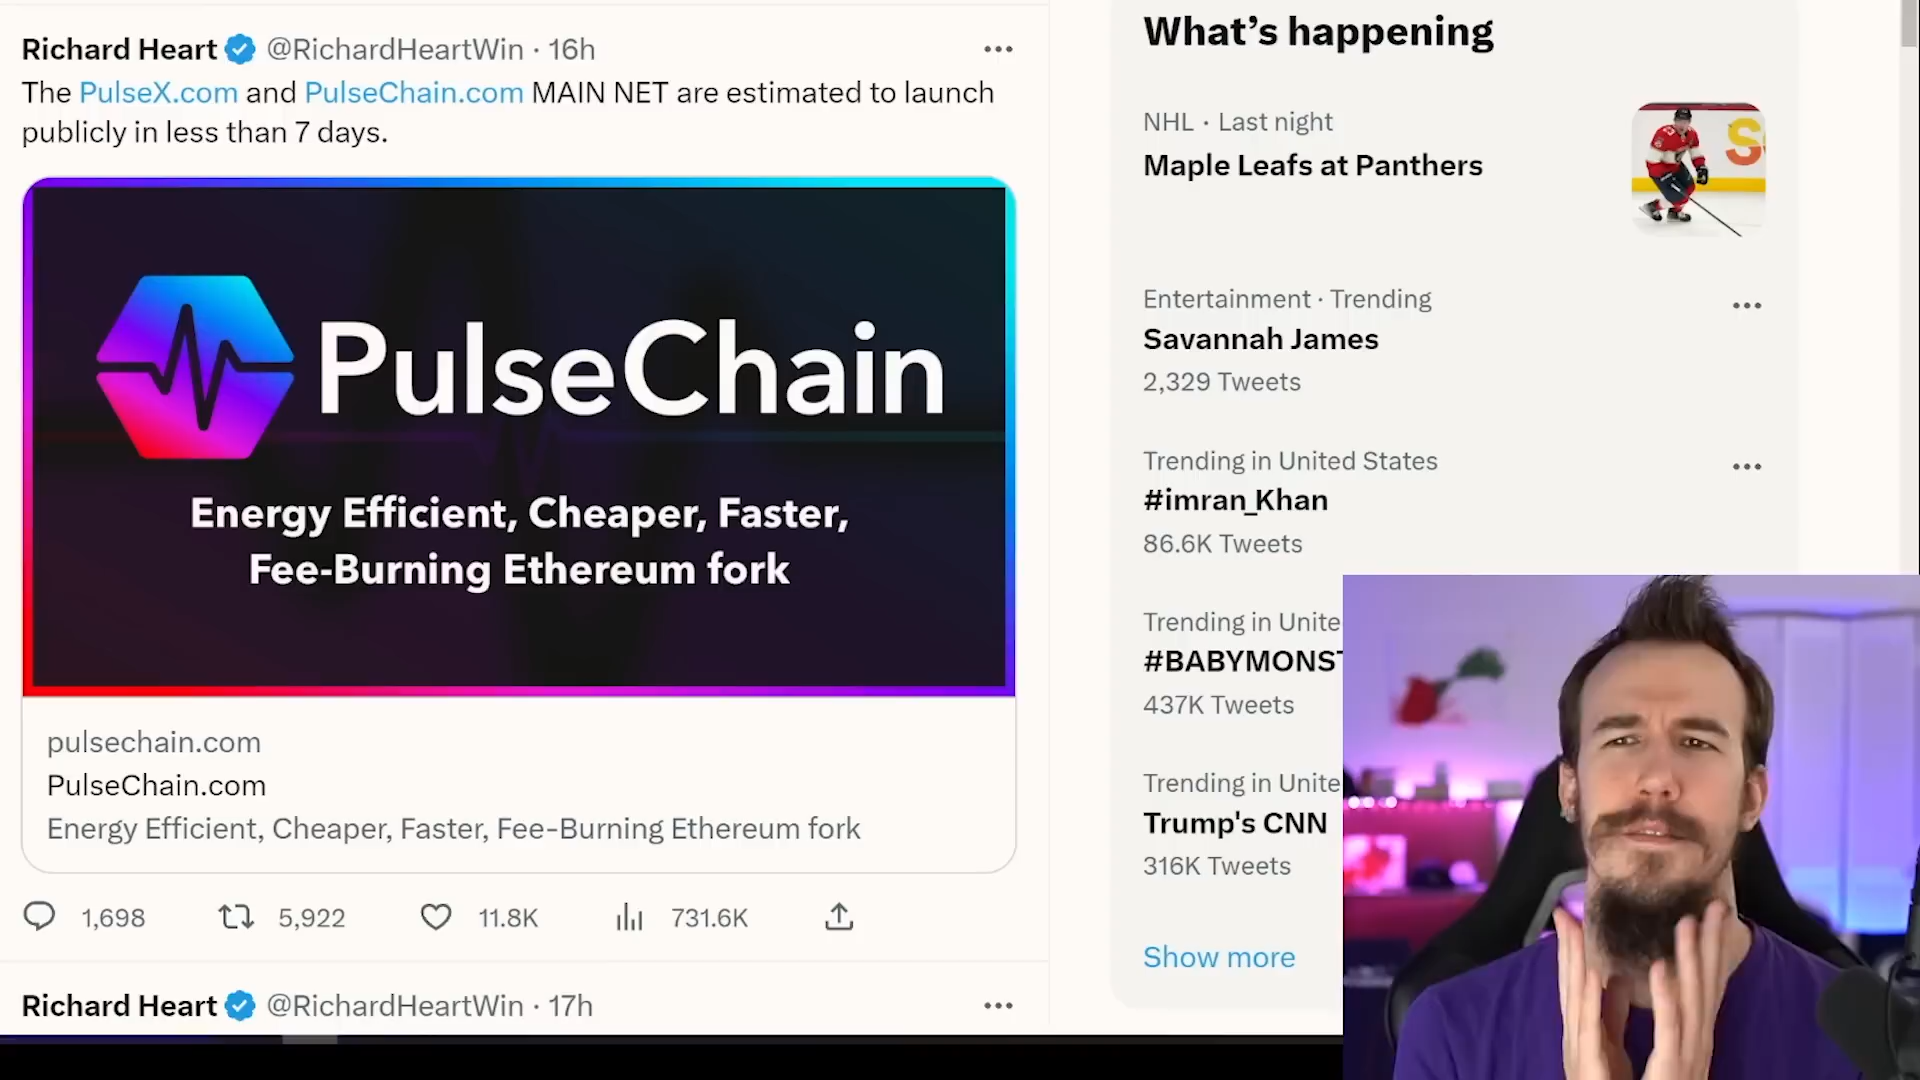 Richard Heart @RichardHeartWin · 16h
The PulseX.com and PulseChain.com MAIN NET are estimated to launch
publicly in less than 7 days.
PulseChain
Energy Efficient, Cheaper, Faster,
Fee-Burning Ethereum fork
pulsechain.com
PulseChain.com
Energy Efficient, Cheaper, Faster, Fee-Burning Ethereum fork
1,698 5,922 11.8K 731.6K
Richard Heart @RichardHeartWin · 17h
What's happening
NHL · Last night
Maple Leafs at Panthers
Entertainment · Trending
Savannah James
2,329 Tweets
Trending in United States
#imran_Khan
86.6K Tweets
Trending in Unite
#BABYMONST
437K Tweets
Trending in Unite
Trump's CNN
316K Tweets
Show more